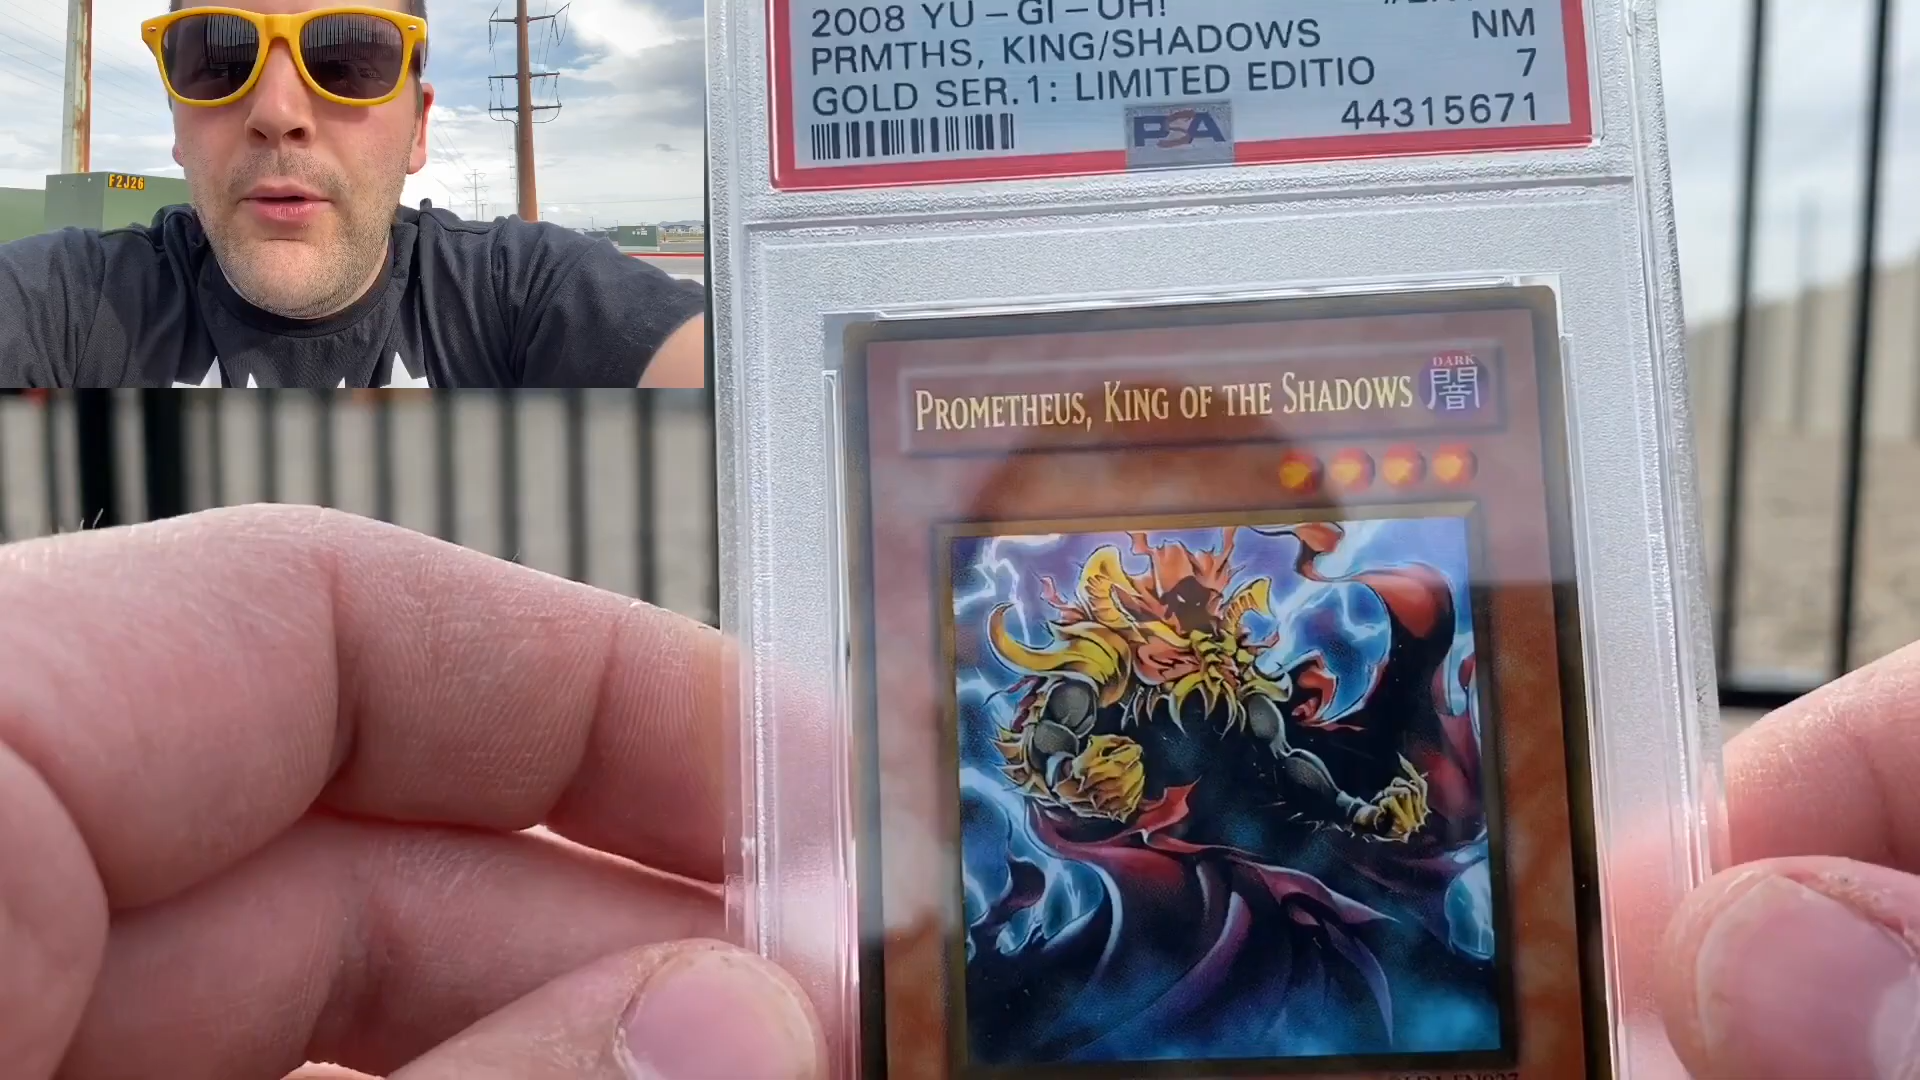 F2J26
2008 YU-GI-OH!
PRMTHS, KING/SHADOWS NM
GOLD SER.1: LIMITED EDITIO 7
PSA 44315671
PROMETHEUS, KING OF THE SHADOWS
DARK
闇